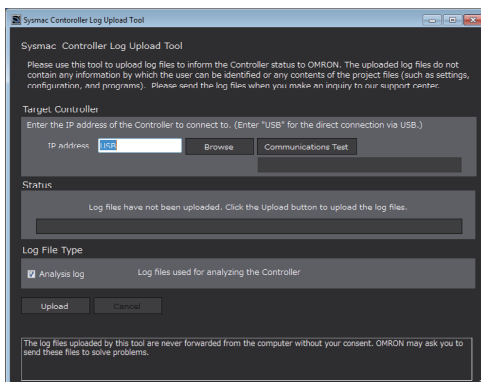 Sysmac Contoroller Log Upload Tool
Sysmac Controller Log Upload Tool
Please use this tool to upload log files to inform the Controller status to OMRON. The uploaded log files do not
contain any information by which the user can be identified or any contents of the project files (such as settings,
configuration, and programs). Please send the log files when you make an inquiry to our support center.
Target Controller
Enter the IP address of the Controller to connect to. (Enter "USB" for the direct connection via USB.)
IP address USB Browse Communications Test
Status
Log files have not been uploaded. Click the Upload button to upload the log files.
Log File Type
Analysis log Log files used for analyzing the Controller
Upload Cancel
The log files uploaded by this tool are never forwarded from the computer without your consent. OMRON may ask you to
send these files to solve problems.